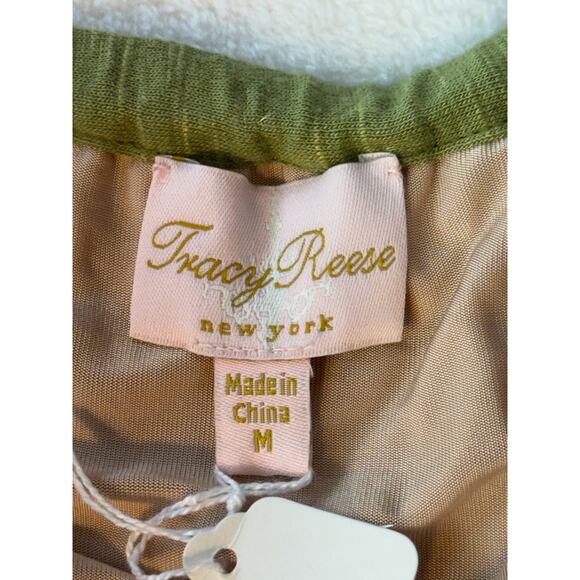 Tracy Reese
new york
Made in
China
M